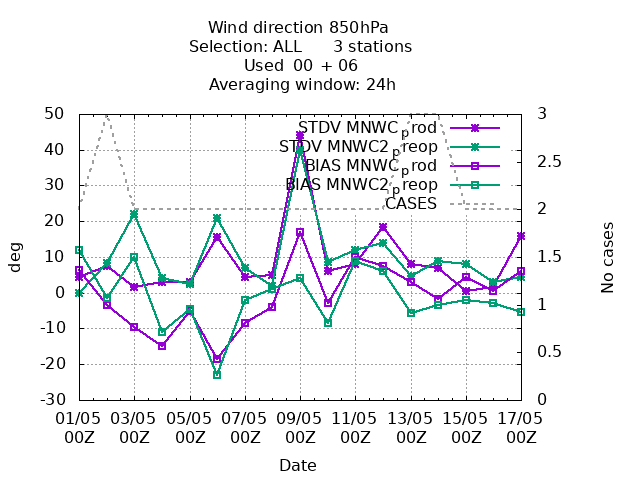 Wind direction 850hPa
Selection: ALL 3 stations
Used 00 + 06
Averaging window: 24h
50
40
30
20
10
0
-10
-20
-30
deg
3
2.5
2
1.5
1
0.5
0
No cases
STDV MNWC_prod
STDV MNWC2_preop
BIAS MNWC_prod
BIAS MNWC2_preop
CASES
01/05 03/05 05/05 07/05 09/05 11/05 13/05 15/05 17/05
00Z 00Z 00Z 00Z 00Z 00Z 00Z 00Z 00Z
Date